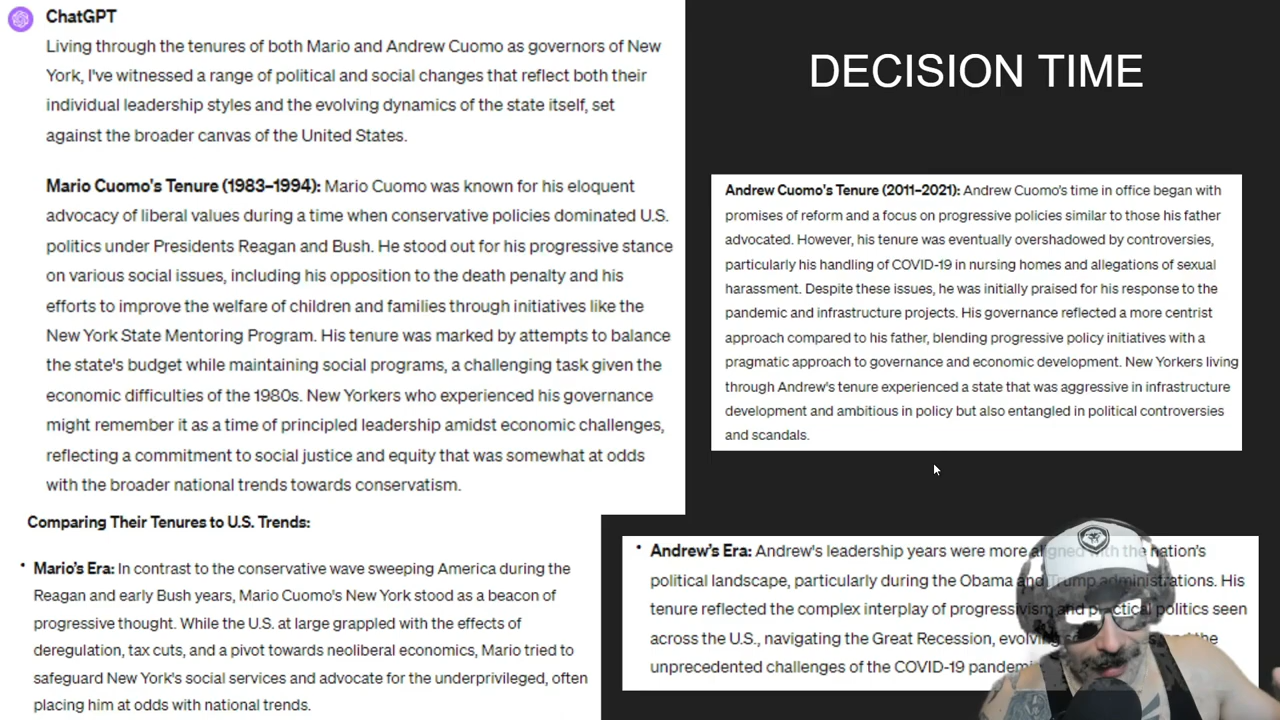 ChatGPT
Living through the tenures of both Mario and Andrew Cuomo as governors of New
York, I've witnessed a range of political and social changes that reflect both their
individual leadership styles and the evolving dynamics of the state itself, set
against the broader canvas of the United States.
Mario Cuomo's Tenure (1983–1994): Mario Cuomo was known for his eloquent
advocacy of liberal values during a time when conservative policies dominated U.S.
politics under Presidents Reagan and Bush. He stood out for his progressive stance
on various social issues, including his opposition to the death penalty and his
efforts to improve the welfare of children and families through initiatives like the
New York State Mentoring Program. His tenure was marked by attempts to balance
the state's budget while maintaining social programs, a challenging task given the
economic difficulties of the 1980s. New Yorkers who experienced his governance
might remember it as a time of principled leadership amidst economic challenges,
reflecting a commitment to social justice and equity that was somewhat at odds
with the broader national trends towards conservatism.
Comparing Their Tenures to U.S. Trends:
• Mario's Era: In contrast to the conservative wave sweeping America during the
Reagan and early Bush years, Mario Cuomo's New York stood as a beacon of
progressive thought. While the U.S. at large grappled with the effects of
deregulation, tax cuts, and a pivot towards neoliberal economics, Mario tried to
safeguard New York's social services and advocate for the underprivileged, often
placing him at odds with national trends.
DECISION TIME
Andrew Cuomo's Tenure (2011–2021): Andrew Cuomo's time in office began with
promises of reform and a focus on progressive policies similar to those his father
advocated. However, his tenure was eventually overshadowed by controversies,
particularly his handling of COVID-19 in nursing homes and allegations of sexual
harassment. Despite these issues, he was initially praised for his response to the
pandemic and infrastructure projects. His governance reflected a more centrist
approach compared to his father, blending progressive policy initiatives with a
pragmatic approach to governance and economic development. New Yorkers living
through Andrew's tenure experienced a state that was aggressive in infrastructure
development and ambitious in policy but also entangled in political controversies
and scandals.
• Andrew's Era: Andrew's leadership years were more aligned with the nation's
political landscape, particularly during the Obama and Trump administrations. His
tenure reflected the complex interplay of progressivism and practical politics seen
across the U.S., navigating the Great Recession, the
unprecedented challenges of the COVID-19